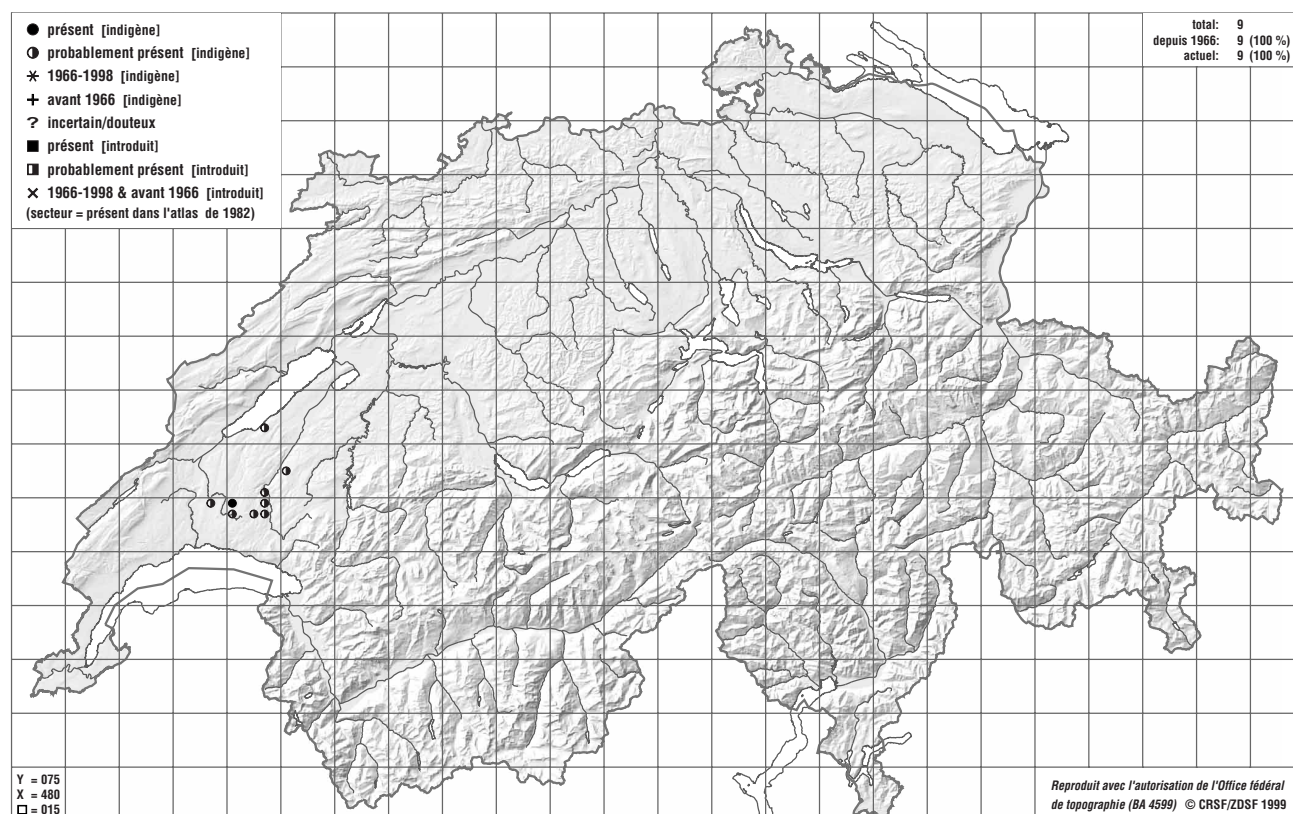 présent [indigène]
probablement présent [indigène]
1966-1998 [indigène]
avant 1966 [indigène]
? incertain/douteux
présent [introduit]
probablement présent [introduit]
1966-1998 & avant 1966 [introduit]
(secteur = présent dans l'atlas de 1982)
total: 9
depuis 1966: 9 (100 %)
actuel: 9 (100 %)
Y = 075
X = 480
= 015
Reproduit avec l'autorisation de l'Office fédéral
de topographie (BA 4599) © CRSF/ZDSF 1999